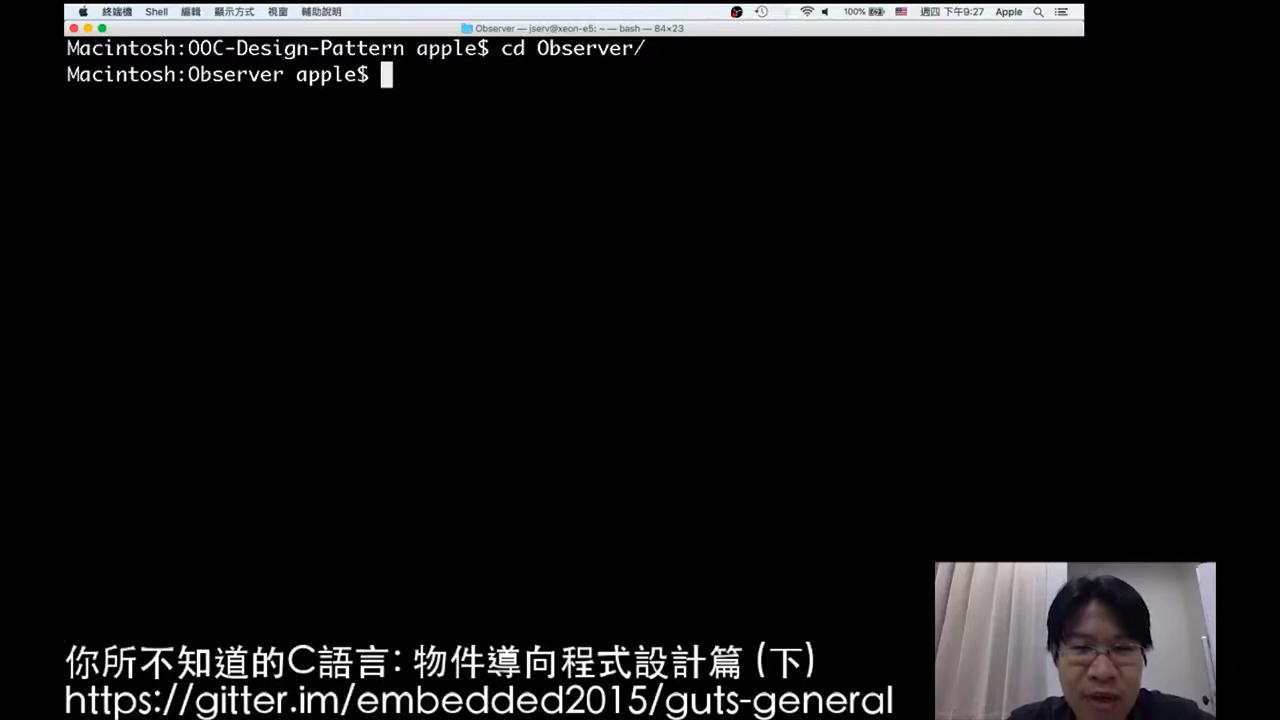 終端機 Shell 編輯 顯示方式 視窗 輔助說明 100% 週四 下午9:27 Apple
Observer — jserv@xeon-e5: ~ — bash — 84×23
Macintosh:OOC-Design-Pattern apple$ cd Observer/
Macintosh:Observer apple$
你所不知道的C語言: 物件導向程式設計篇 (下)
https://gitter.im/embedded2015/guts-general